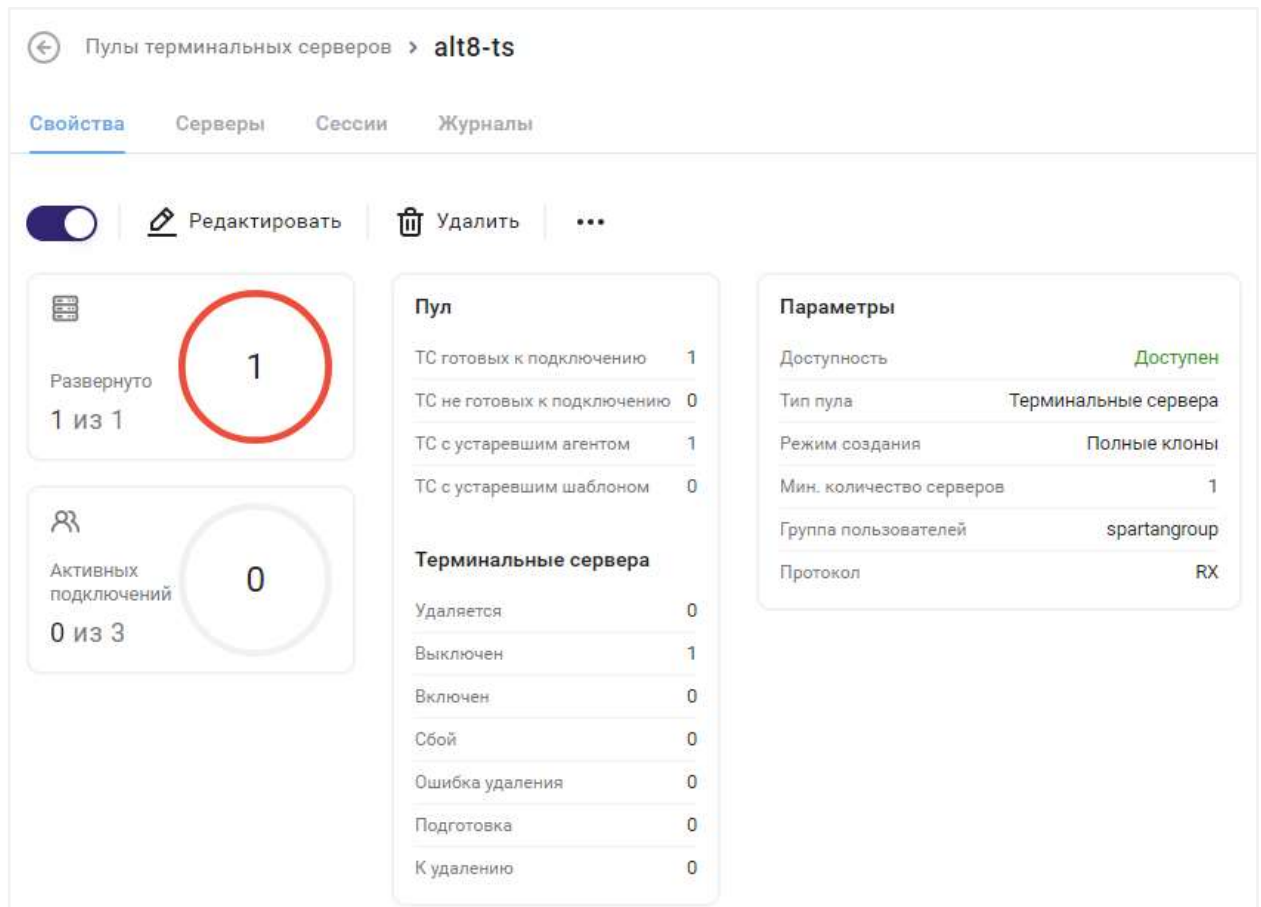 Пулы терминальных серверов > alt8-ts
Свойства Серверы Сессии Журналы
Редактировать Удалить •••
Развернуто
1 из 1
1
Активных
подключений
0 из 3
0
Пул
ТС готовых к подключению 1
ТС не готовых к подключению 0
ТС с устаревшим агентом 1
ТС с устаревшим шаблоном 0
Терминальные сервера
Удаляется 0
Выключен 1
Включен 0
Сбой 0
Ошибка удаления 0
Подготовка 0
К удалению 0
Параметры
Доступность Доступен
Тип пула Терминальные сервера
Режим создания Полные клоны
Мин. количество серверов 1
Группа пользователей spartangroup
Протокол RX